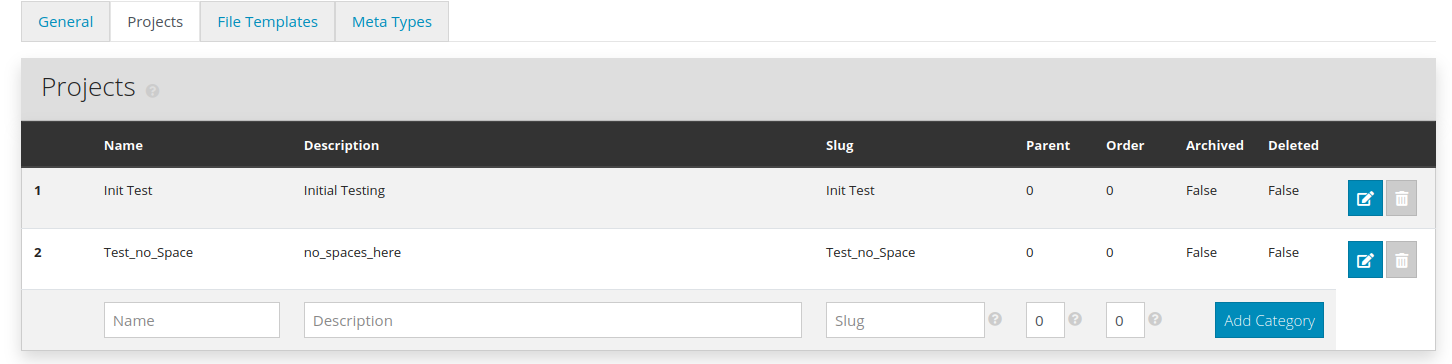 General Projects File Templates Meta Types
Projects ?
Name Description Slug Parent Order Archived Deleted
1 Init Test Initial Testing Init Test 0 0 False False
2 Test_no_Space no_spaces_here Test_no_Space 0 0 False False
Name Description Slug ? 0 ? 0 ? Add Category